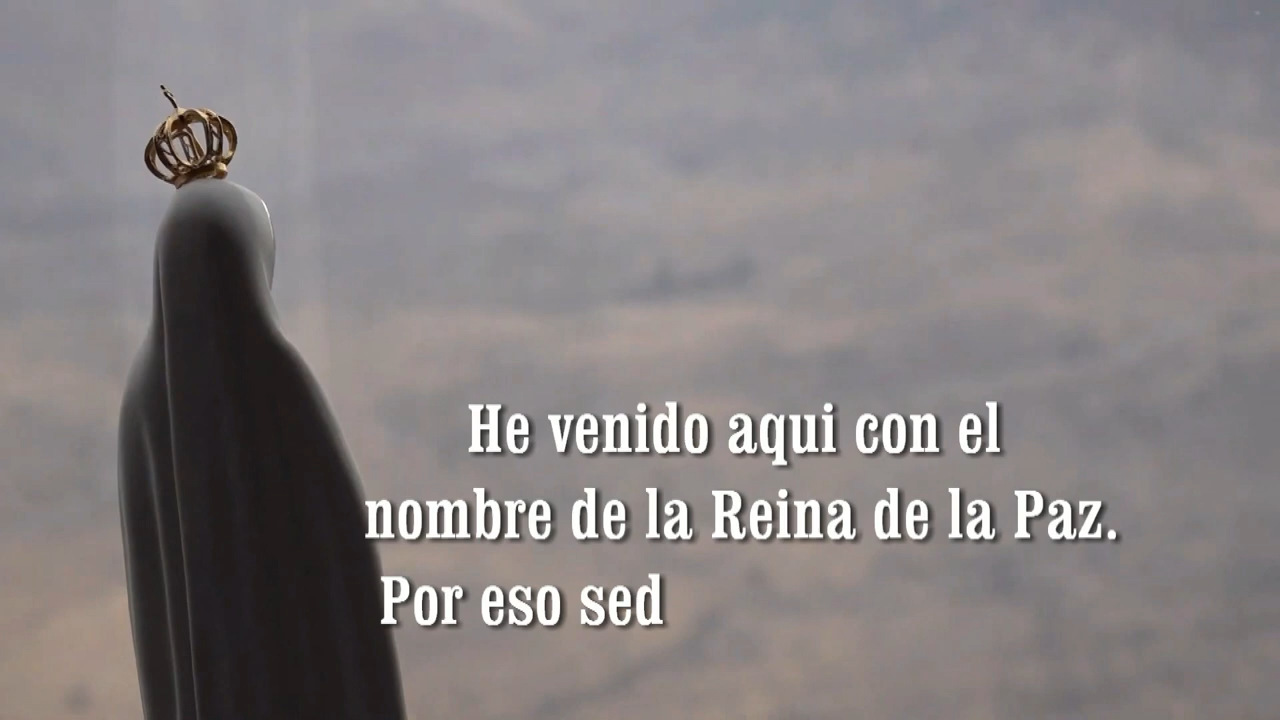 He venido aqui con el
nombre de la Reina de la Paz.
Por eso sed